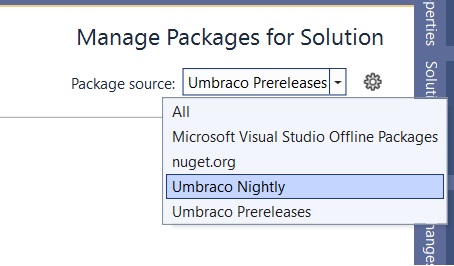 Manage Packages for Solution
Package source: Umbraco Prereleases
All
Microsoft Visual Studio Offline Packages
nuget.org
Umbraco Nightly
Umbraco Prereleases
perties
Soluti
hanges